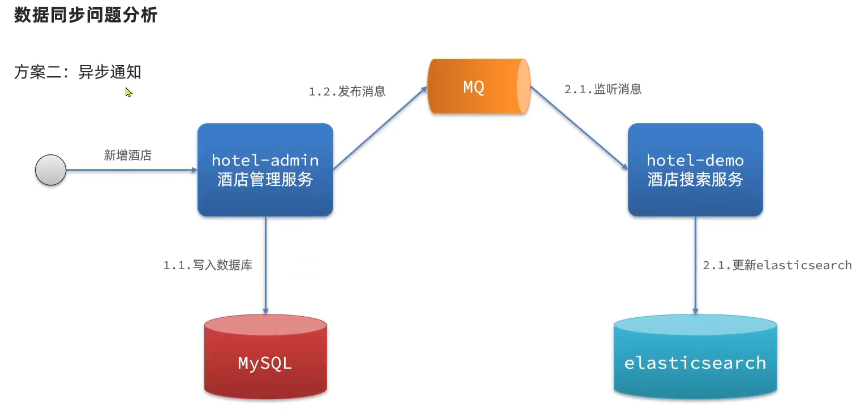 数据同步问题分析
方案二：异步通知
MQ
1.2.发布消息
2.1.监听消息
新增酒店
hotel-admin
酒店管理服务
hotel-demo
酒店搜索服务
1.1.写入数据库
2.1.更新elasticsearch
MySQL
elasticsearch